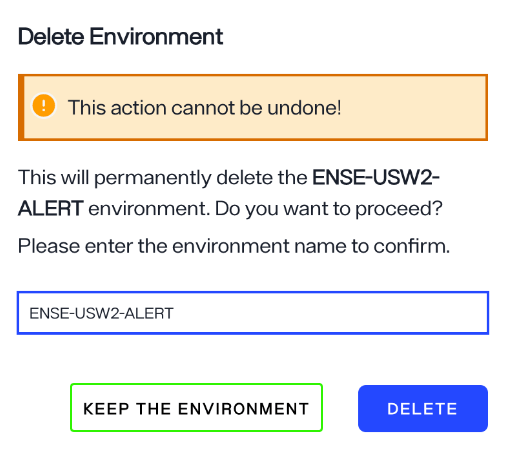 Delete Environment
This action cannot be undone!
This will permanently delete the ENSE-USW2-
ALERT environment. Do you want to proceed?
Please enter the environment name to confirm.
ENSE-USW2-ALERT
KEEP THE ENVIRONMENT
DELETE